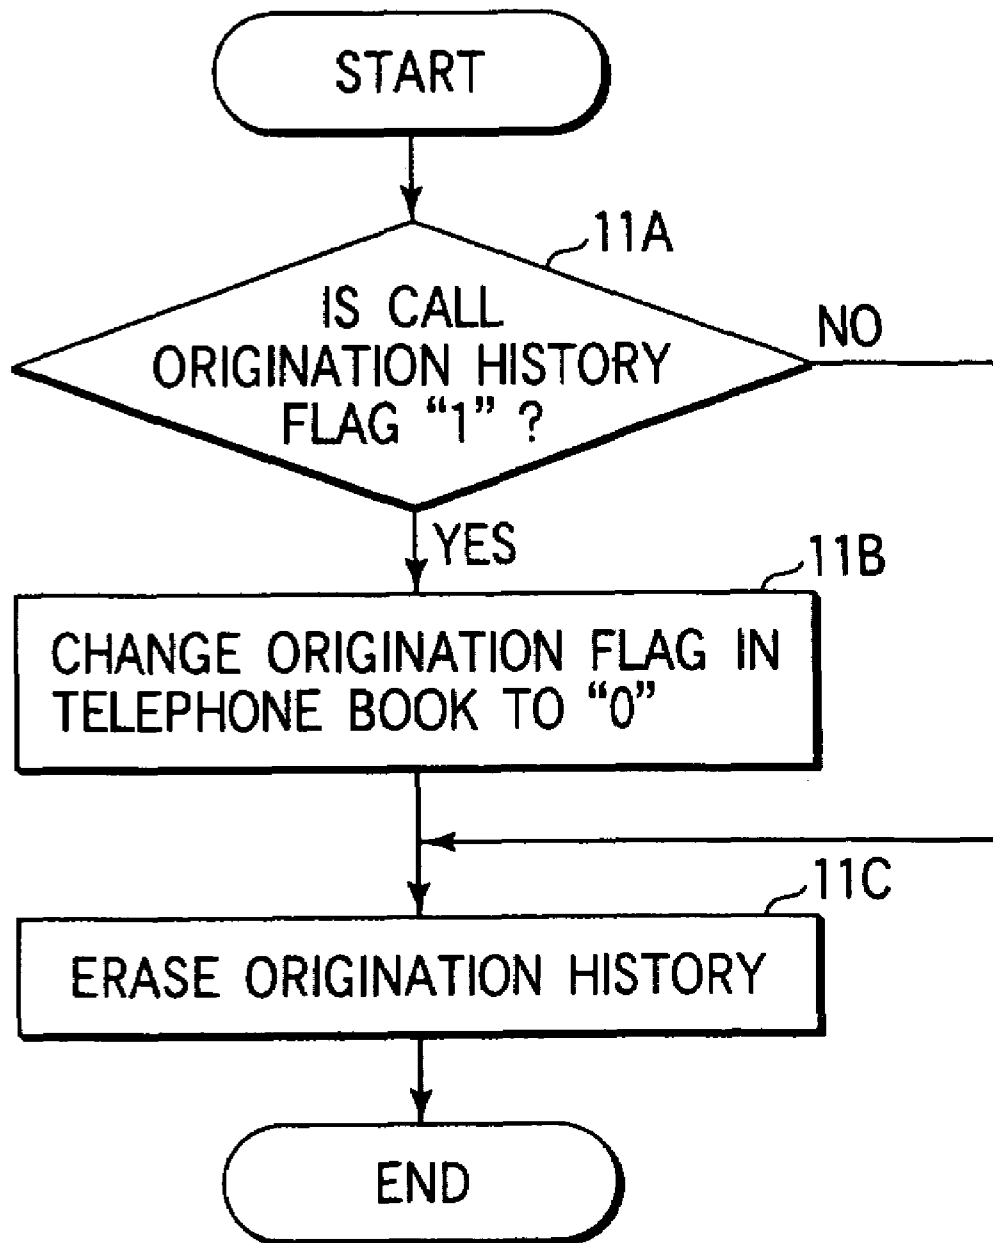 START
11A
IS CALL
ORIGINATION HISTORY
FLAG “1” ?
NO
YES
11B
CHANGE ORIGINATION FLAG IN
TELEPHONE BOOK TO “0”
11C
ERASE ORIGINATION HISTORY
END